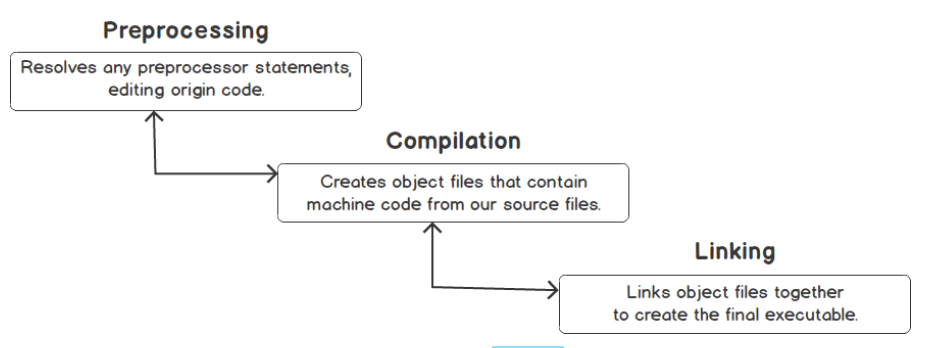 Preprocessing
Resolves any preprocessor statements,
editing origin code.
Compilation
Creates object files that contain
machine code from our source files.
Linking
Links object files together
to create the final executable.